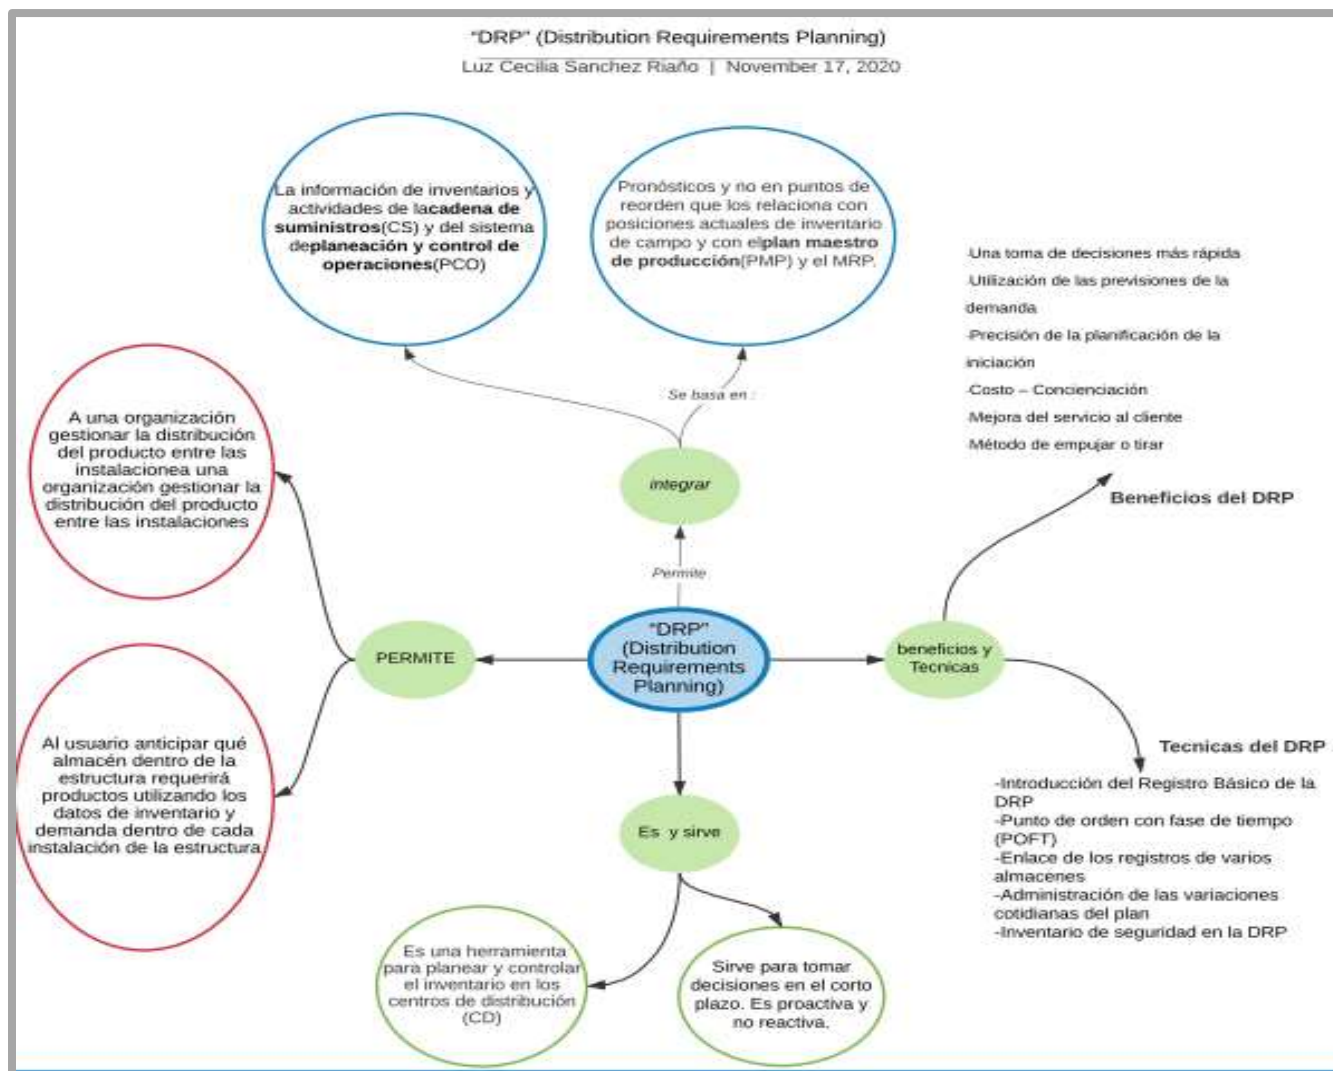 “DRP” (Distribution Requirements Planning)
Luz Cecilia Sanchez Riaño | November 17, 2020
La información de inventarios y
actividades de lacadena de
suministros(CS) y del sistema
deplaneación y control de
operaciones(PCO)
Pronósticos y no en puntos de
reorden que los relaciona con
posiciones actuales de inventario
de campo y con elplan maestro
de producción(PMP) y el MRP.
·Una toma de decisiones más rápida
·Utilización de las previsiones de la
demanda
·Precisión de la planificación de la
iniciación
·Costo – Concienciación
·Mejora del servicio al cliente
·Método de empujar o tirar
Beneficios del DRP
Se basa en :
integrar
Permite
A una organización
gestionar la distribución
del producto entre las
instalacionea una
organización gestionar la
distribución del producto
entre las instalaciones
PERMITE
“DRP”
(Distribution
Requirements
Planning)
beneficios y
Tecnicas
Al usuario anticipar qué
almacén dentro de la
estructura requerirá
productos utilizando los
datos de inventario y
demanda dentro de cada
instalación de la estructura.
Tecnicas del DRP
-Introducción del Registro Básico de la
DRP
-Punto de orden con fase de tiempo
(POFT)
-Enlace de los registros de varios
almacenes
-Administración de las variaciones
cotidianas del plan
-Inventario de seguridad en la DRP
Es y sirve
Es una herramienta
para planear y controlar
el inventario en los
centros de distribución
(CD)
Sirve para tomar
decisiones en el corto
plazo. Es proactiva y
no reactiva.